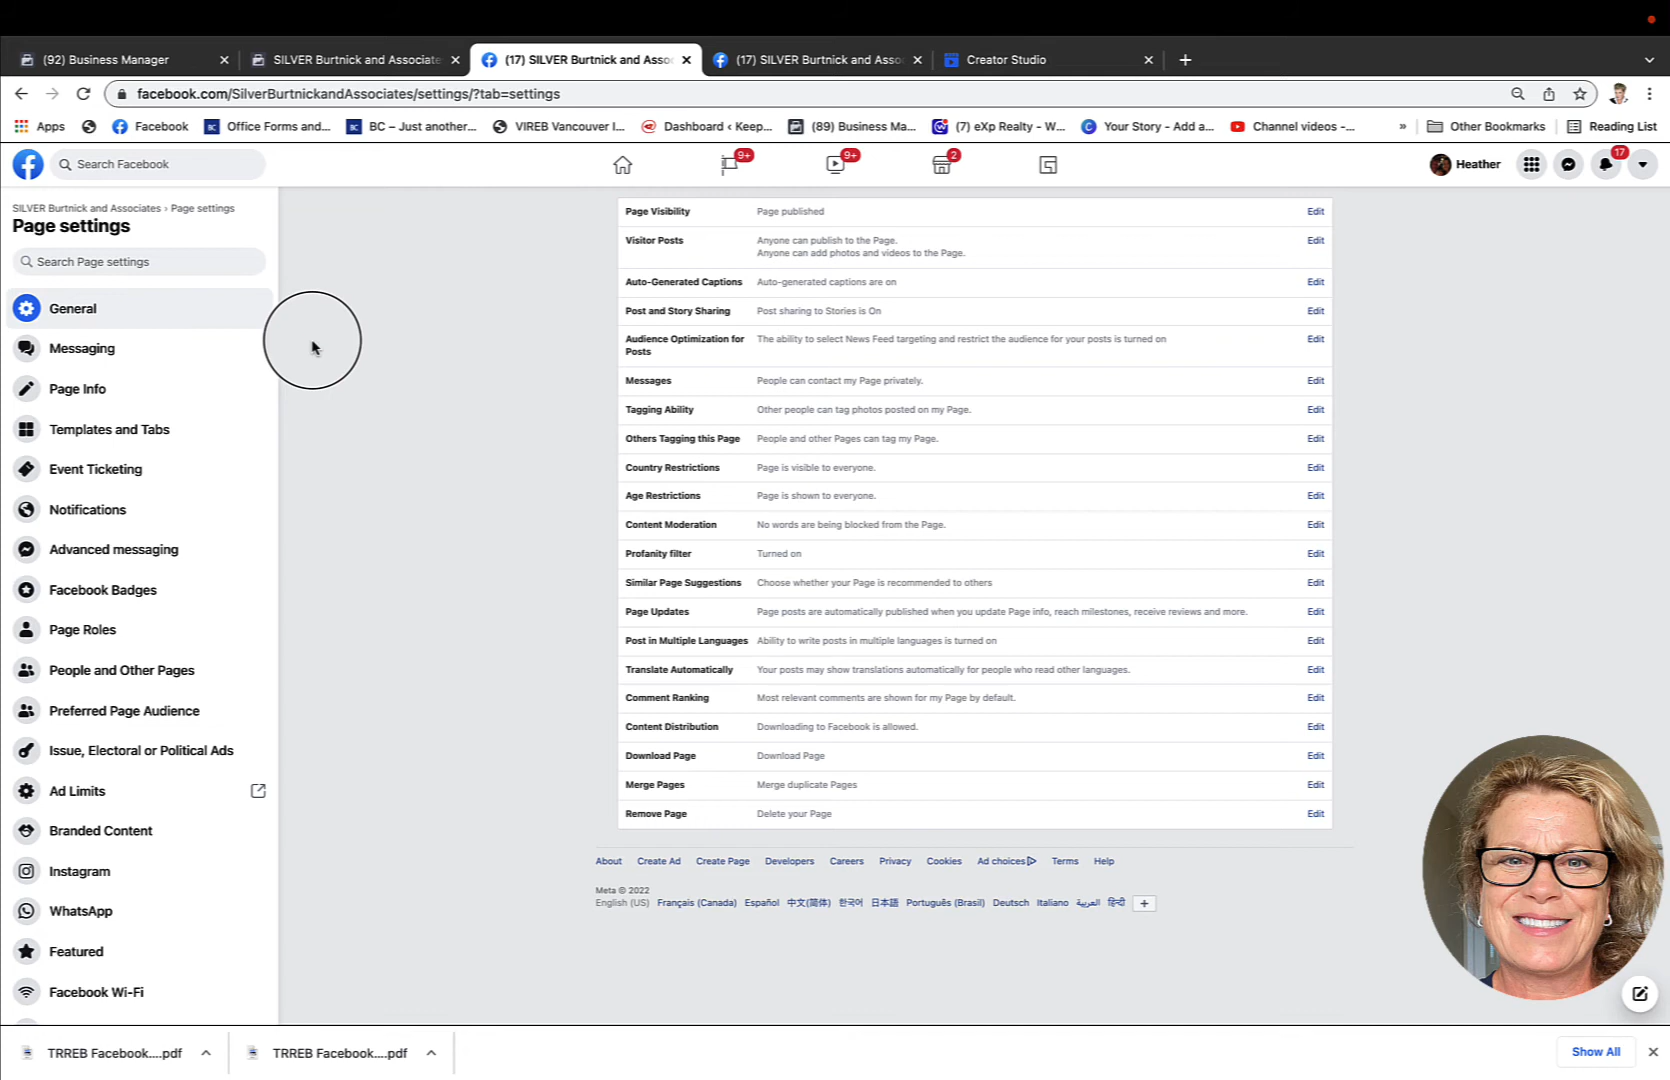 (92) Business Manager
SILVER Burtnick and Associate
(17) SILVER Burtnick and Asso
(17) SILVER Burtnick and Asso
Creator Studio
facebook.com/SilverBurtnickandAssociates/settings/?tab=settings
Apps
Facebook
Office Forms and...
BC – Just another...
VIREB Vancouver I...
Dashboard ‹ Keep...
(89) Business Ma...
(7) eXp Realty - W...
Your Story - Add a...
Channel videos -...
»
Other Bookmarks
Reading List
Search Facebook
9+
9+
2
Heather
17
SILVER Burtnick and Associates › Page settings
Page settings
Search Page settings
General
Messaging
Page Info
Templates and Tabs
Event Ticketing
Notifications
Advanced messaging
Facebook Badges
Page Roles
People and Other Pages
Preferred Page Audience
Issue, Electoral or Political Ads
Ad Limits
Branded Content
Instagram
WhatsApp
Featured
Facebook Wi-Fi
Page Visibility Page published Edit
Visitor Posts Anyone can publish to the Page. Edit
Anyone can add photos and videos to the Page.
Auto-Generated Captions Auto-generated captions are on Edit
Post and Story Sharing Post sharing to Stories is On Edit
Audience Optimization for The ability to select News Feed targeting and restrict the audience for your posts is turned on Edit
Posts
Messages People can contact my Page privately. Edit
Tagging Ability Other people can tag photos posted on my Page. Edit
Others Tagging this Page People and other Pages can tag my Page. Edit
Country Restrictions Page is visible to everyone. Edit
Age Restrictions Page is shown to everyone. Edit
Content Moderation No words are being blocked from the Page. Edit
Profanity filter Turned on Edit
Similar Page Suggestions Choose whether your Page is recommended to others Edit
Page Updates Page posts are automatically published when you update Page info, reach milestones, receive reviews and more. Edit
Post in Multiple Languages Ability to write posts in multiple languages is turned on Edit
Translate Automatically Your posts may show translations automatically for people who read other languages. Edit
Comment Ranking Most relevant comments are shown for my Page by default. Edit
Content Distribution Downloading to Facebook is allowed. Edit
Download Page Download Page Edit
Merge Pages Merge duplicate Pages Edit
Remove Page Delete your Page Edit
About Create Ad Create Page Developers Careers Privacy Cookies Ad choices Terms Help
Meta © 2022
English (US) Français (Canada) Español 中文(简体) 한국어 日本語 Português (Brasil) Deutsch Italiano العربية हिन्दी +
TRREB Facebook....pdf
TRREB Facebook....pdf
Show All